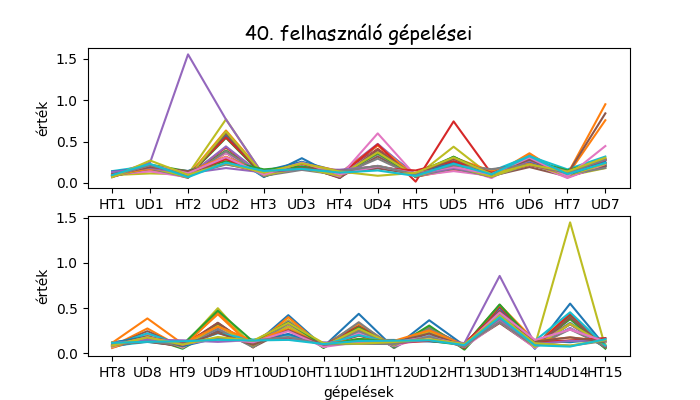 40. felhasználó gépelései
1.5
1.0
0.5
0.0
érték
HT1 UD1 HT2 UD2 HT3 UD3 HT4 UD4 HT5 UD5 HT6 UD6 HT7 UD7
1.5
1.0
0.5
0.0
érték
HT8 UD8 HT9 UD9 HT10 UD10 HT11 UD11 HT12 UD12 HT13 UD13 HT14 UD14 HT15
gépelések